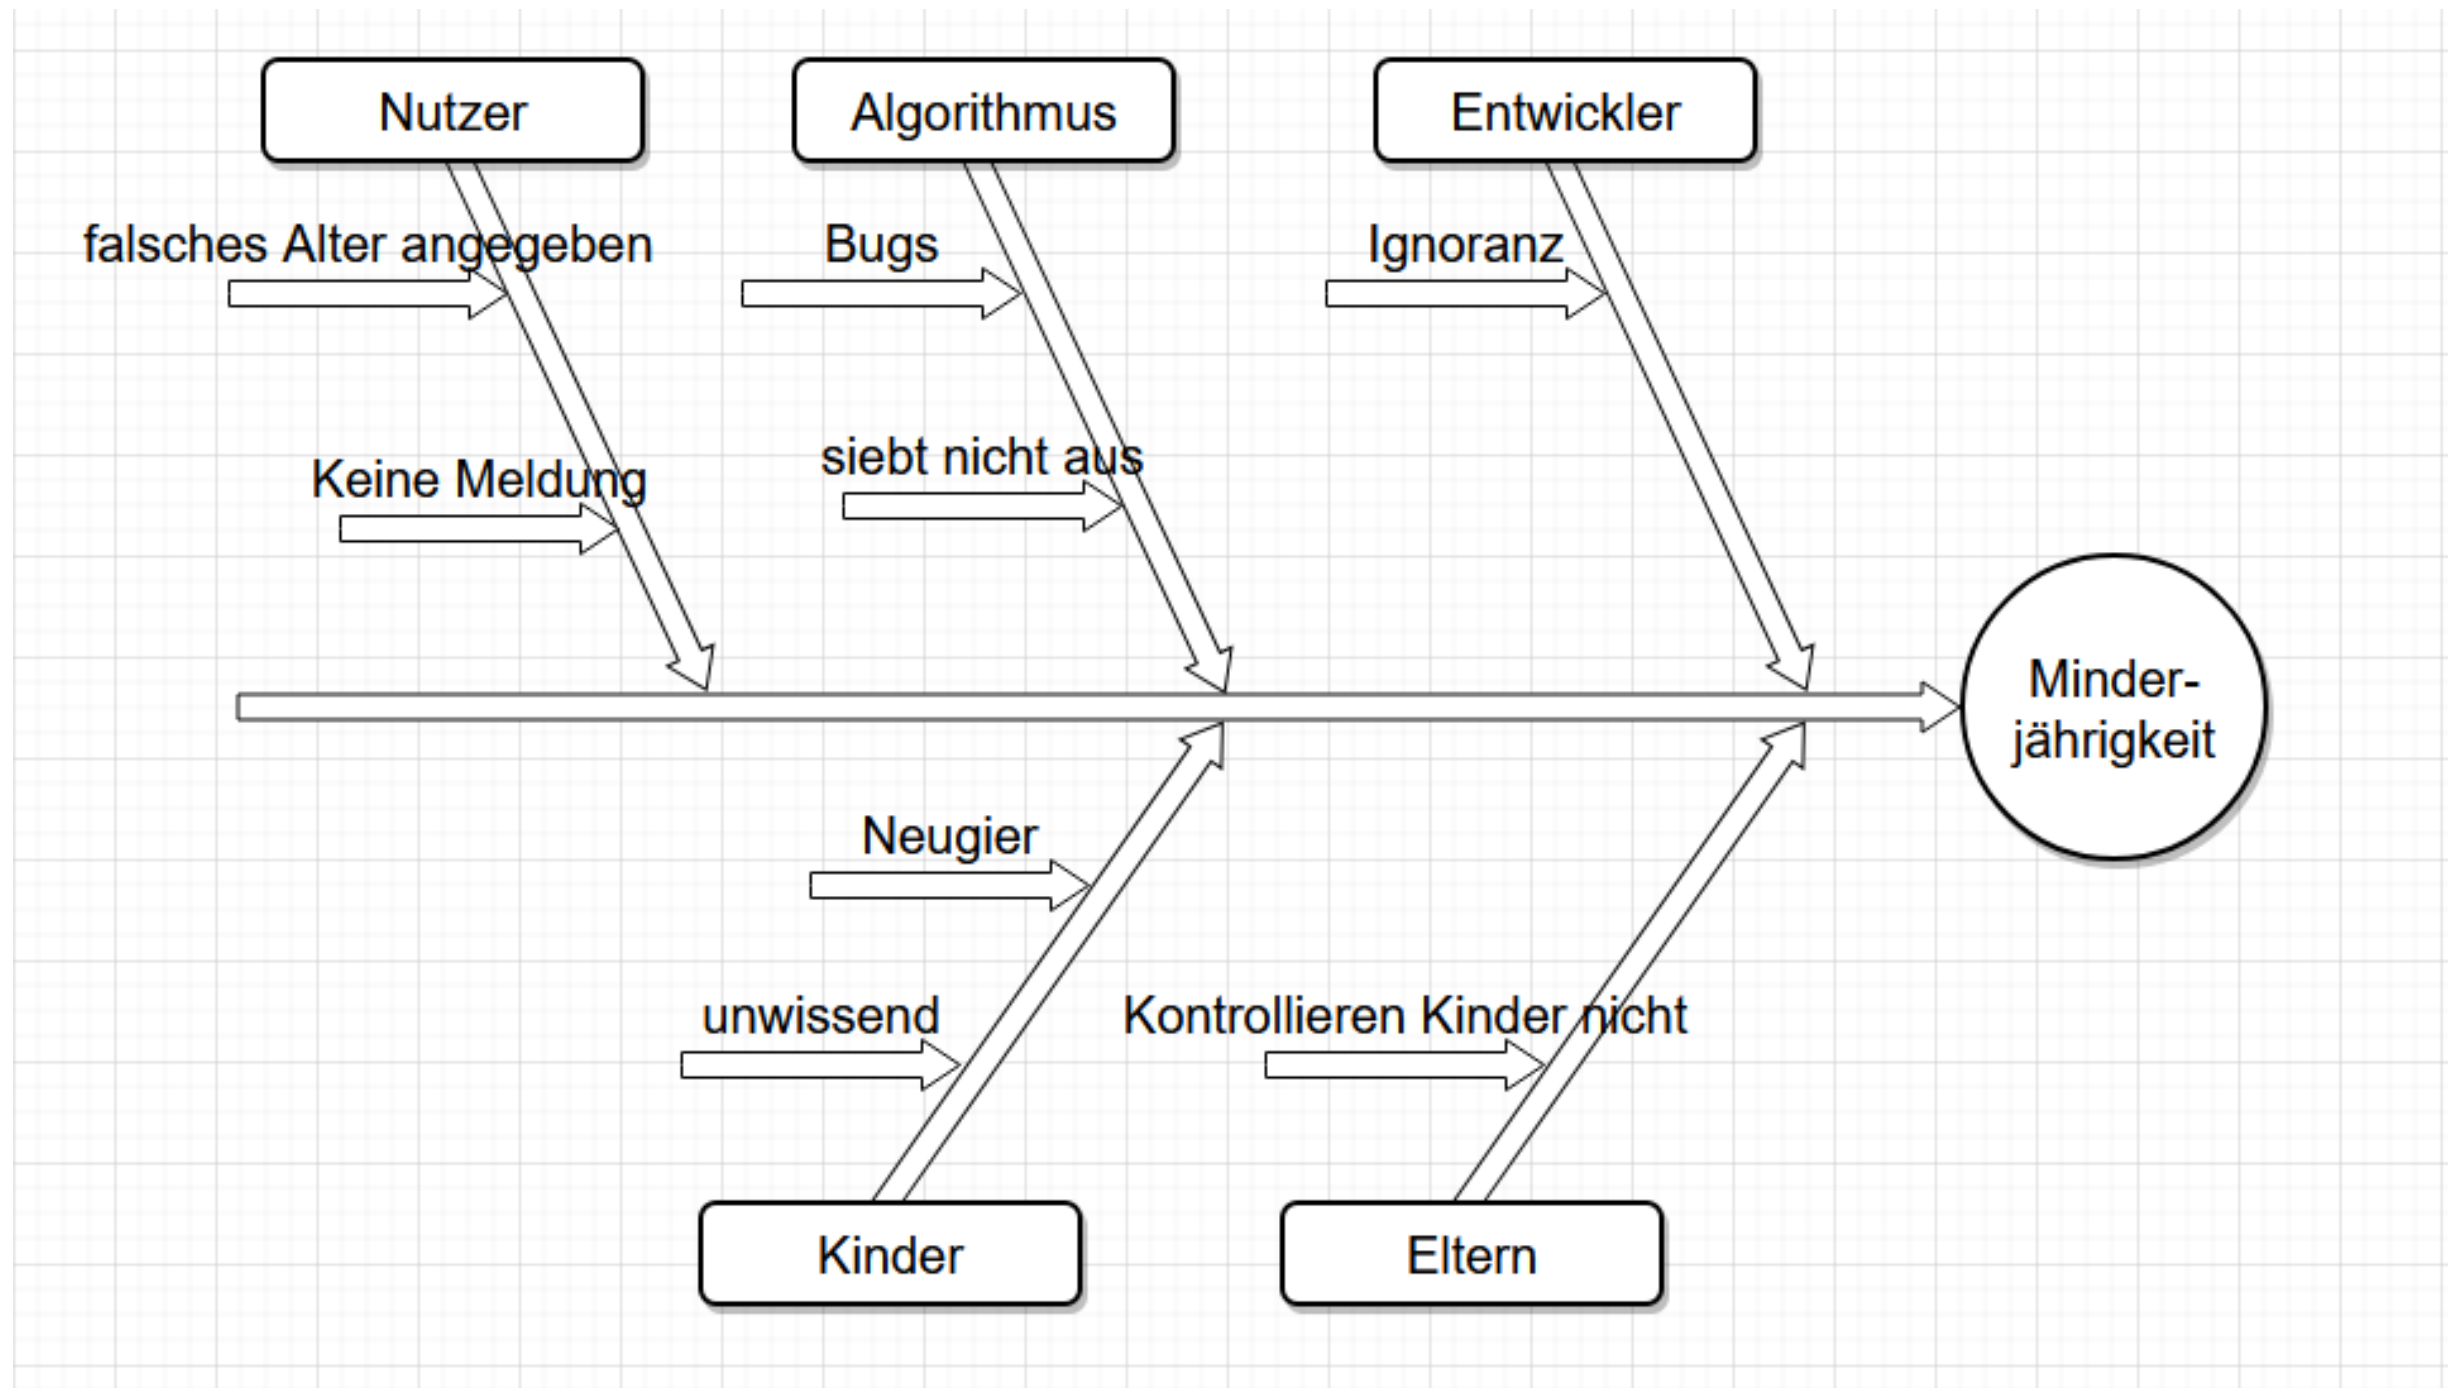 Nutzer
Algorithmus
Entwickler
falsches Alter angegeben
Bugs
Ignoranz
Keine Meldung
siebt nicht aus
Minder-
jährigkeit
Neugier
unwissend
Kontrollieren Kinder nicht
Kinder
Eltern